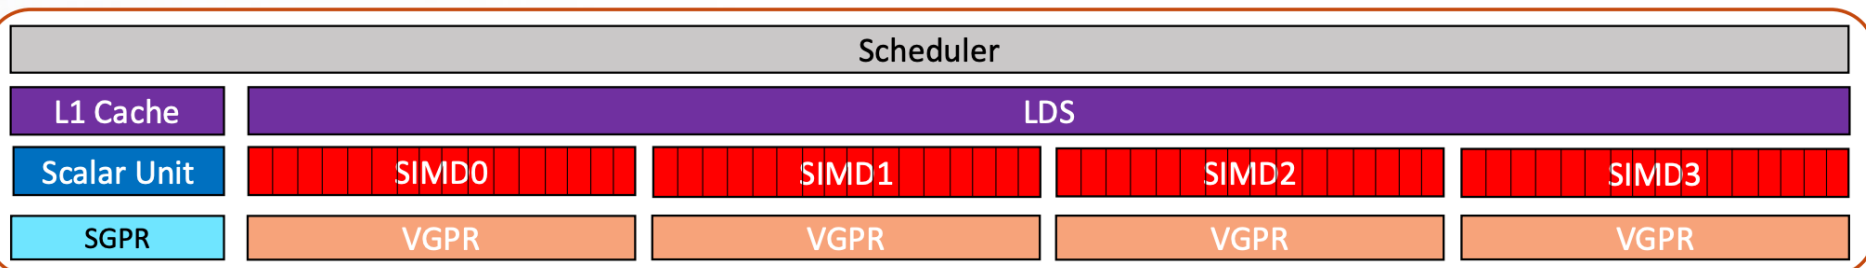 Scheduler
L1 Cache LDS
Scalar Unit SIMD0 SIMD1 SIMD2 SIMD3
SGPR VGPR VGPR VGPR VGPR